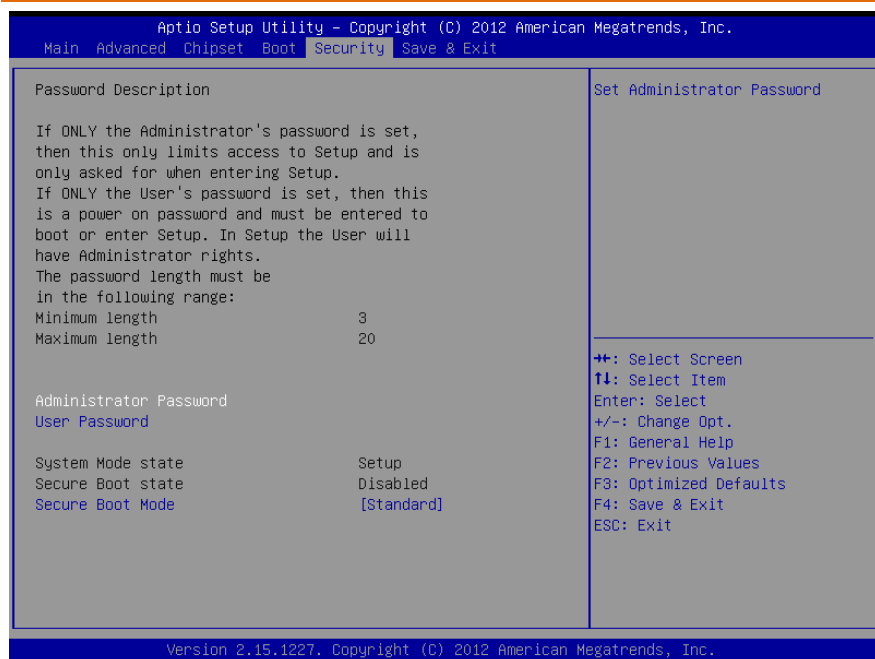 Aptio Setup Utility – Copyright (C) 2012 American Megatrends, Inc.
Main Advanced Chipset Boot Security Save & Exit
Password Description
If ONLY the Administrator's password is set,
then this only limits access to Setup and is
only asked for when entering Setup.
If ONLY the User's password is set, then this
is a power on password and must be entered to
boot or enter Setup. In Setup the User will
have Administrator rights.
The password length must be
in the following range:
Minimum length 3
Maximum length 20
Administrator Password
User Password
System Mode state Setup
Secure Boot state Disabled
Secure Boot Mode [Standard]
Set Administrator Password
→←: Select Screen
↑↓: Select Item
Enter: Select
+/-: Change Opt.
F1: General Help
F2: Previous Values
F3: Optimized Defaults
F4: Save & Exit
ESC: Exit
Version 2.15.1227. Copyright (C) 2012 American Megatrends, Inc.